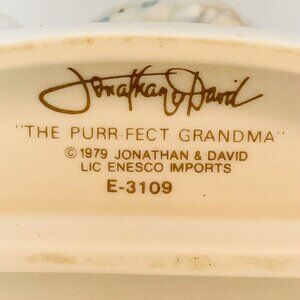 Jonathan & David
"THE PURR-FECT GRANDMA"
© 1979 JONATHAN & DAVID
LIC ENESCO IMPORTS
E-3109